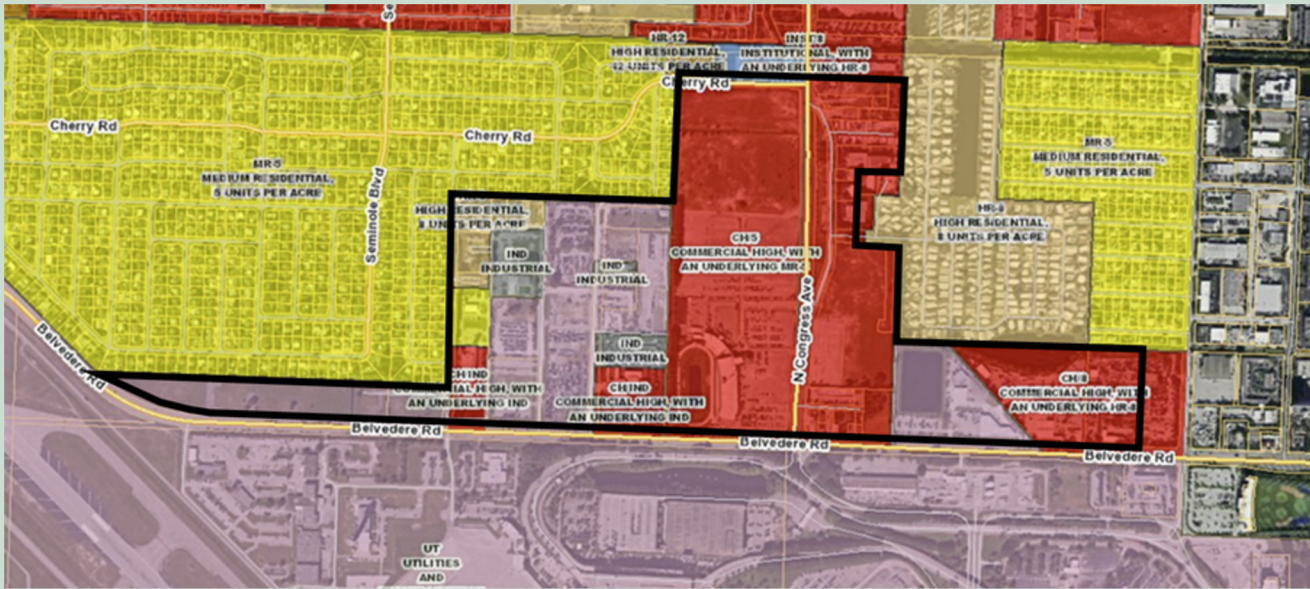 Se
HR-12
HIGH RESIDENTIAL,
12 UNITS PER ACRE
INST/8
INSTITUTIONAL, WITH
AN UNDERLYING HR-8
Cherry Rd
Cherry Rd
Cherry Rd
MR-5
MEDIUM RESIDENTIAL,
5 UNITS PER ACRE
MR-5
MEDIUM RESIDENTIAL,
5 UNITS PER ACRE
Seminole Blvd
HIGH RESIDENTIAL,
8 UNITS PER ACRE
HR-8
HIGH RESIDENTIAL,
8 UNITS PER ACRE
IND
INDUSTRIAL
IND
INDUSTRIAL
CH/5
COMMERCIAL HIGH, WITH
AN UNDERLYING MR-5
N Congress Ave
IND
INDUSTRIAL
Belvedere Rd
CH IND
IAL HIGH, WITH
AN UNDERLYING IND
CH IND
COMMERCIAL HIGH, WITH
AN UNDERLYING IND
CH/8
COMMERCIAL HIGH, WITH
AN UNDERLYING HR-8
Belvedere Rd
Belvedere Rd
Belvedere Rd
UT
UTILITIES
AND